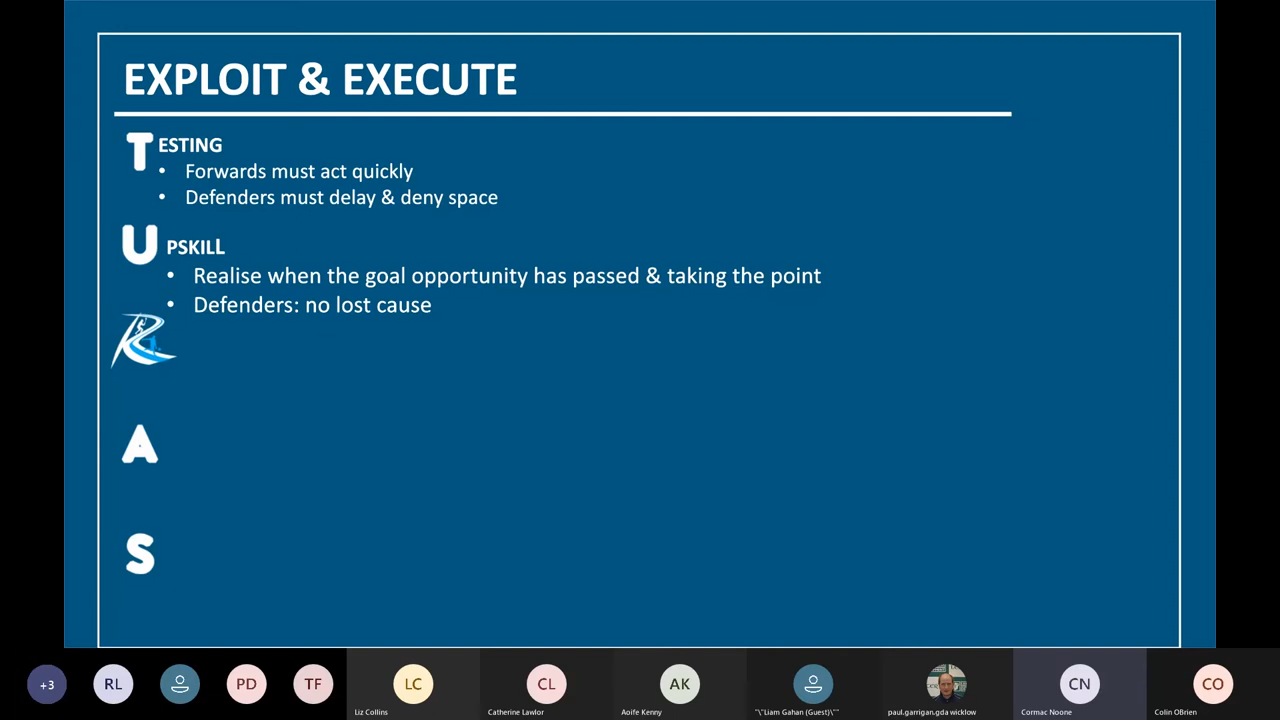 EXPLOIT & EXECUTE
TESTING
• Forwards must act quickly
• Defenders must delay & deny space
UPSKILL
• Realise when the goal opportunity has passed & taking the point
• Defenders: no lost cause
R
A
S
+3
RL
PD
TF
LC
CL
AK
CN
CO
Liz Collins
Catherine Lawlor
Aoife Kenny
"\"Liam Gahan (Guest)\""
paul.garrigan.gda wicklow
Cormac Noone
Colin OBrien